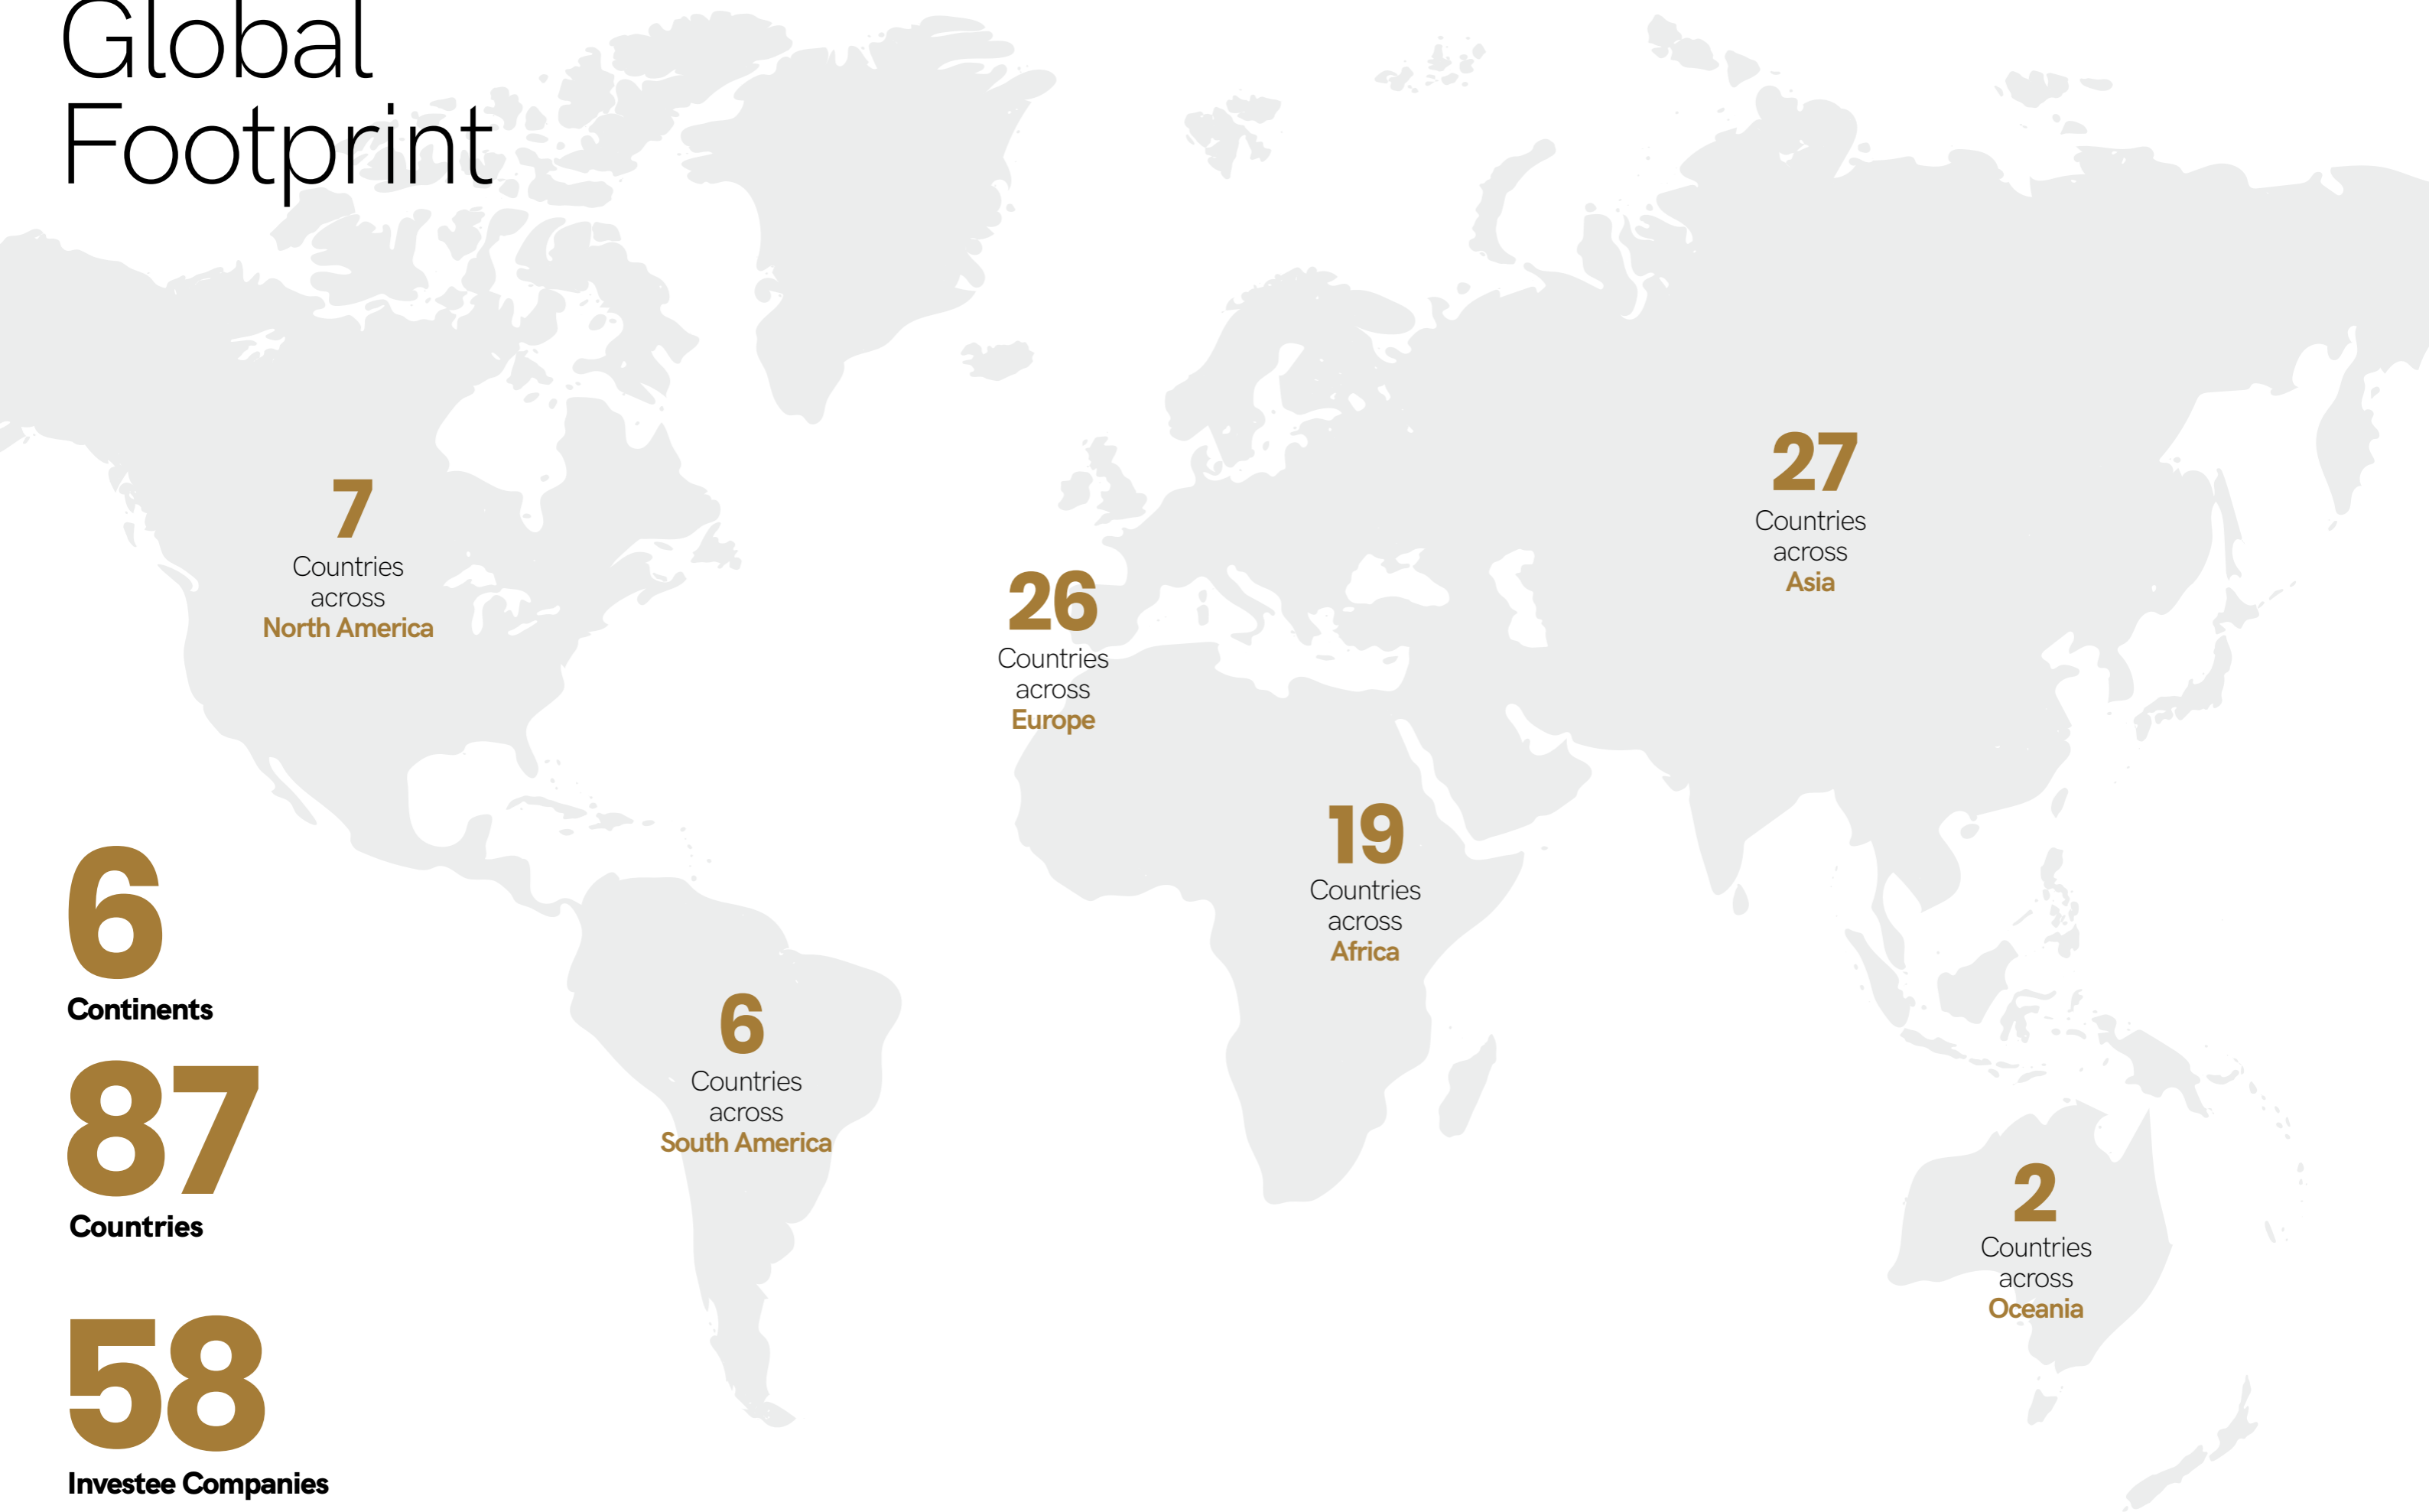 Global
Footprint
7
Countries
across
North America
26
Countries
across
Europe
27
Countries
across
Asia
19
Countries
across
Africa
6
Countries
across
South America
2
Countries
across
Oceania
6
Continents
87
Countries
58
Investee Companies